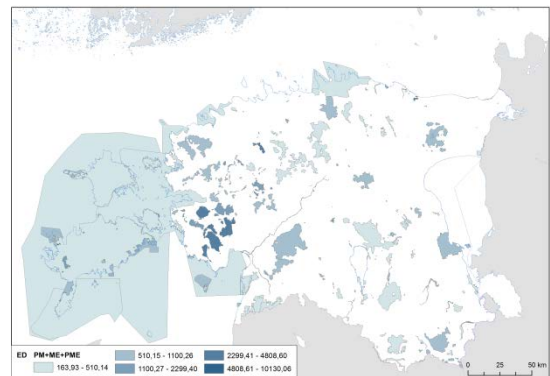 ED PM+ME+PME
163,93 - 510,14
510,15 - 1100,26
1100,27 - 2299,40
2299,41 - 4808,60
4808,61 - 10130,06
0 25 50 km